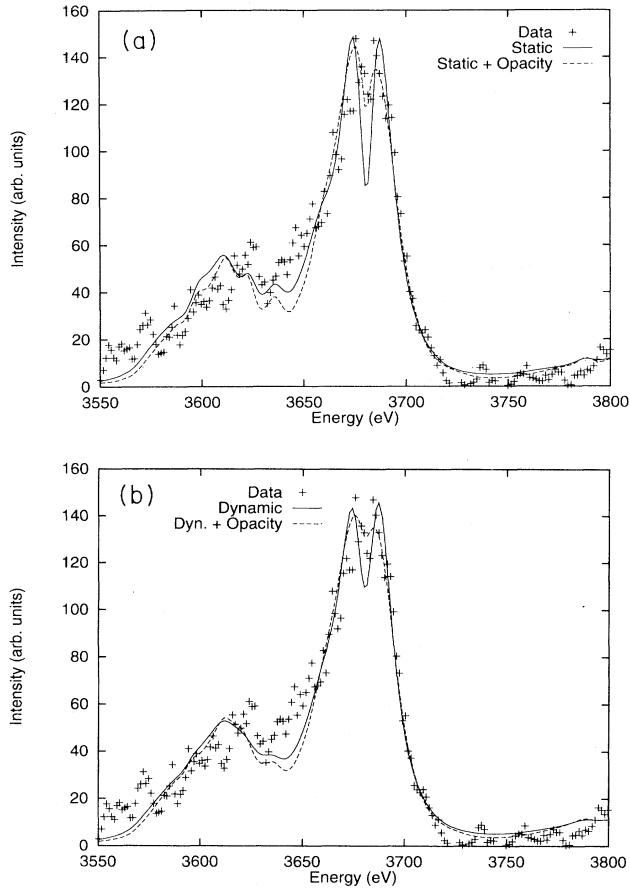 (a)
Data
Static
Static + Opacity
160
140
120
100
80
60
40
20
0
Intensity (arb. units)
3550
3600
3650
3700
3750
3800
Energy (eV)
(b)
Data
Dynamic
Dyn. + Opacity
160
140
120
100
80
60
40
20
0
Intensity (arb. units)
3550
3600
3650
3700
3750
3800
Energy (eV)